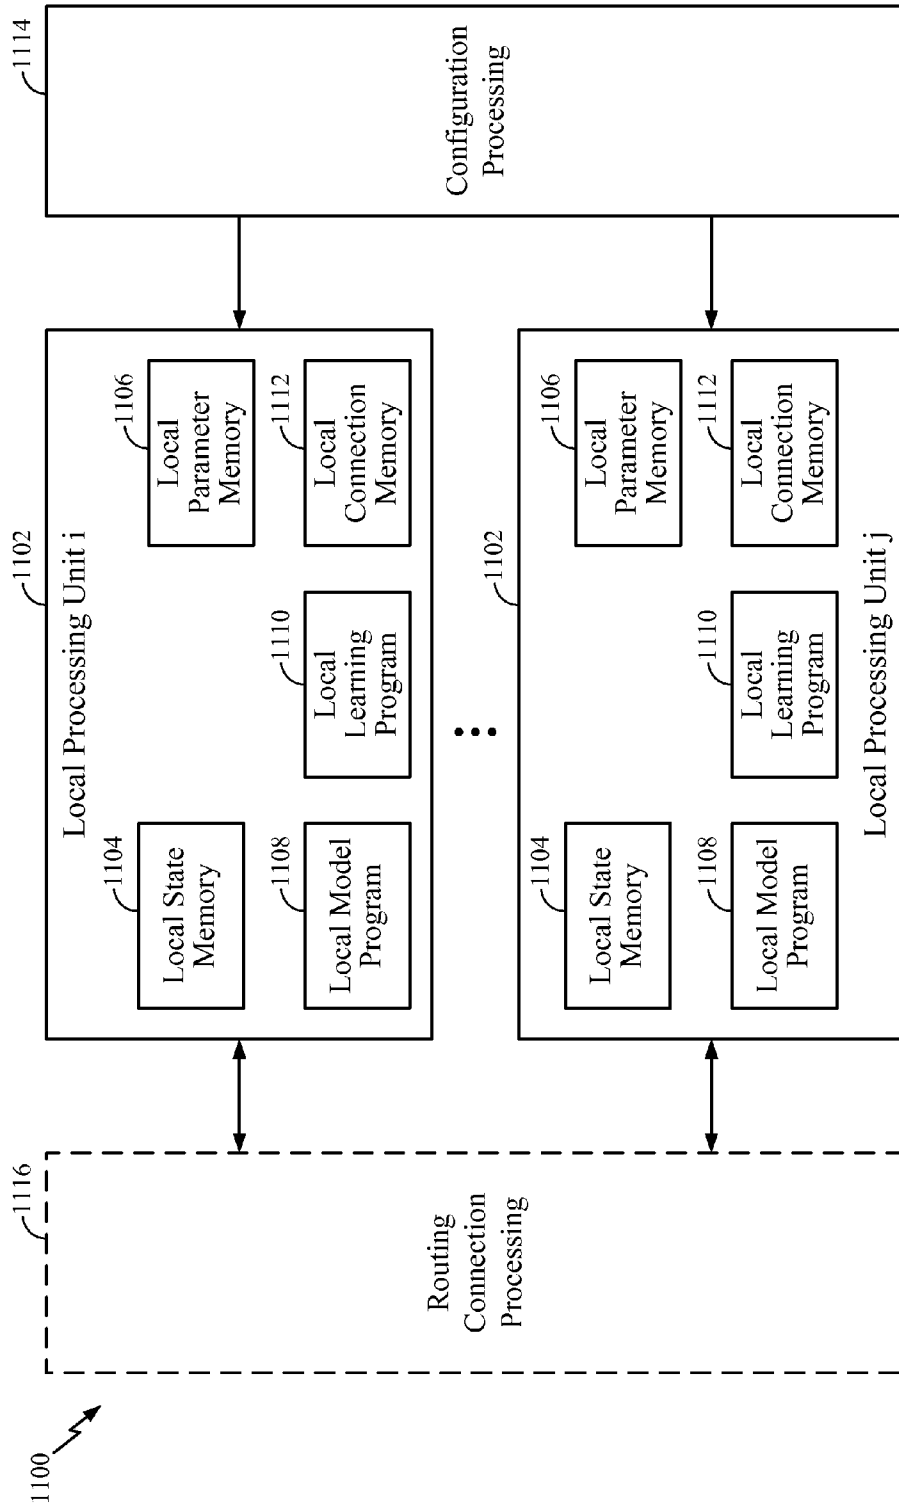 1100
1116
Routing
Connection
Processing
1102
Local Processing Unit i
1104
Local State
Memory
1106
Local
Parameter
Memory
1108
Local Model
Program
1110
Local
Learning
Program
1112
Local
Connection
Memory
1102
1104
Local State
Memory
1106
Local
Parameter
Memory
1108
Local Model
Program
1110
Local
Learning
Program
1112
Local
Connection
Memory
Local Processing Unit j
1114
Configuration
Processing